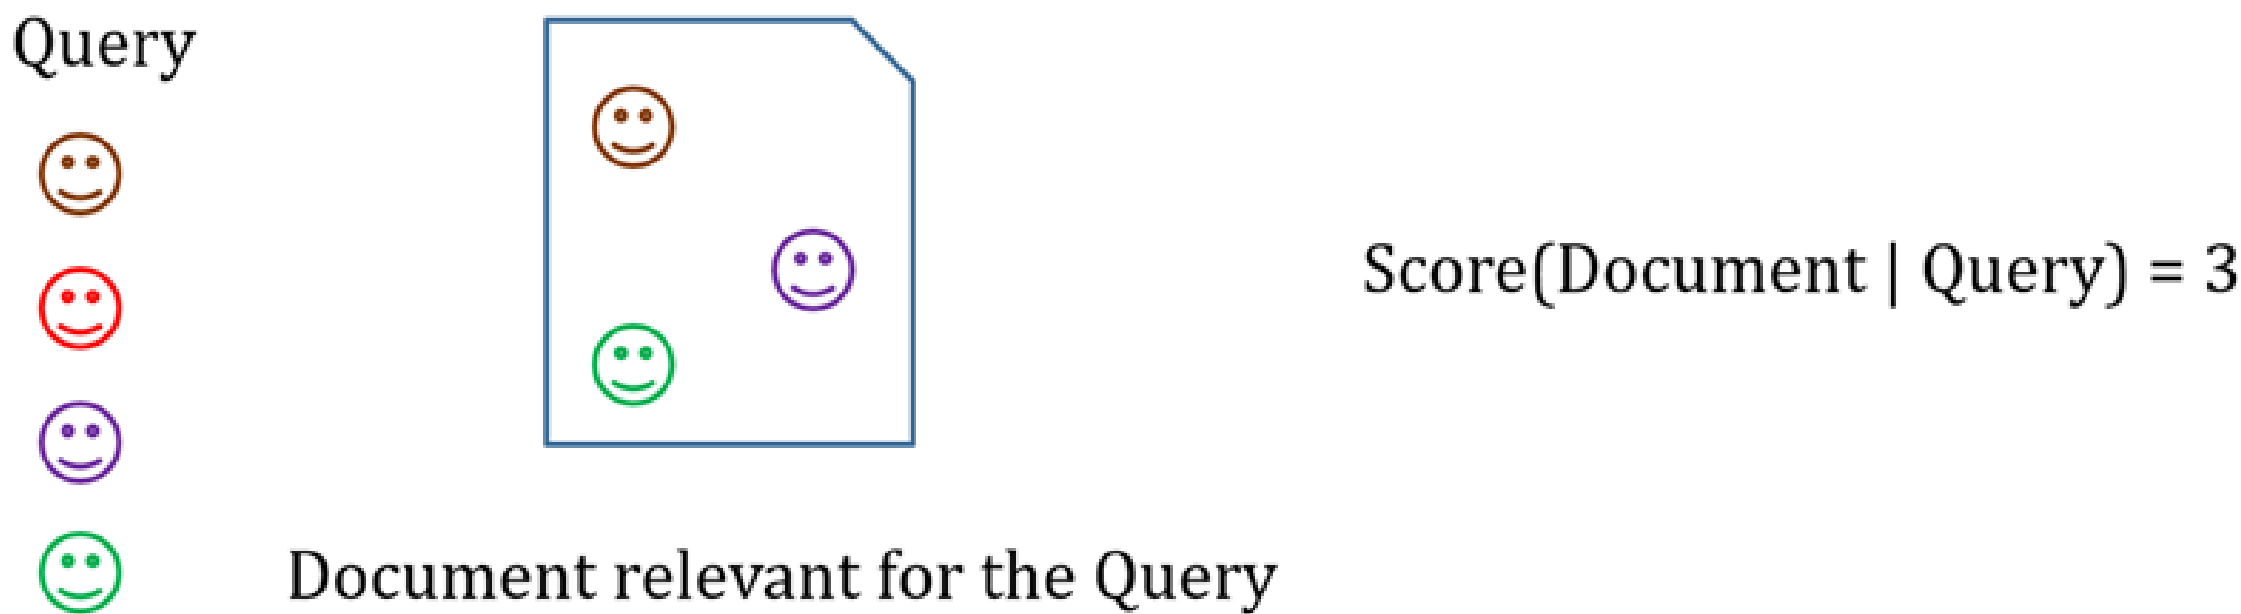 Query
Score(Document | Query) = 3
Document relevant for the Query